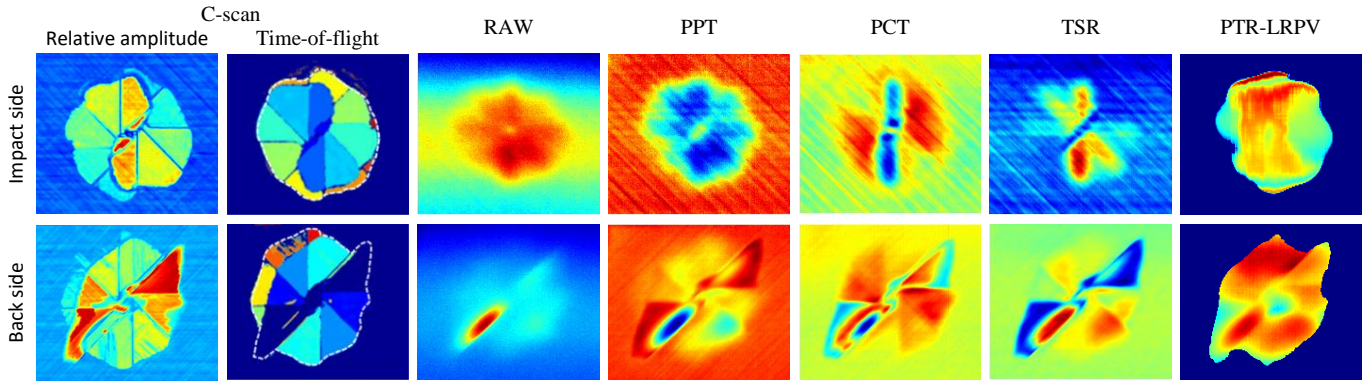 C-scan
Relative amplitude Time-of-flight RAW PPT PCT TSR PTR-LRPV
Impact side
Back side